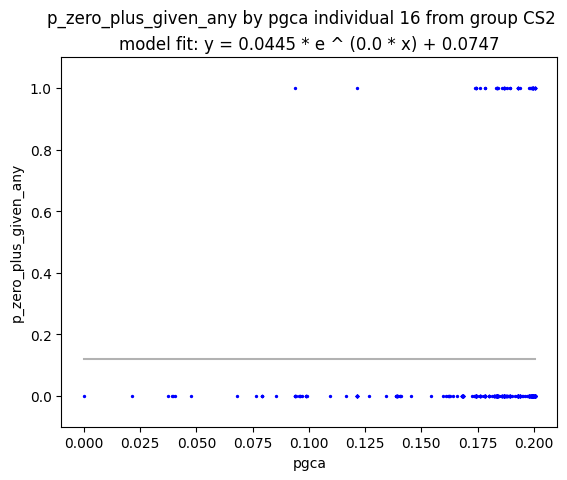 p_zero_plus_given_any by pgca individual 16 from group CS2
model fit: y = 0.0445 * e ^ (0.0 * x) + 0.0747
1.0
0.8
0.6
0.4
0.2
0.0
p_zero_plus_given_any
0.000 0.025 0.050 0.075 0.100 0.125 0.150 0.175 0.200
pgca